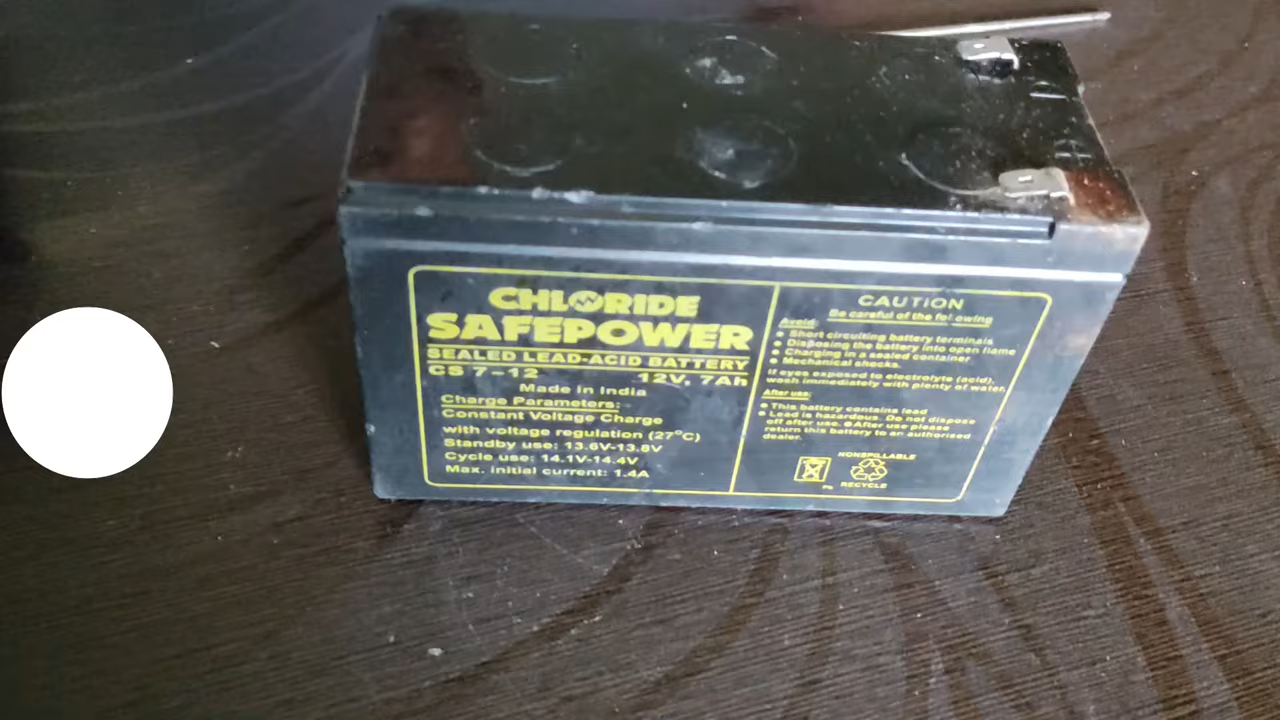 CHLORIDE
SAFEPOWER
SEALED LEAD-ACID BATTERY
CS 7-12 12V, 7Ah
Made in India
Charge Parameters:
Constant Voltage Charge
with voltage regulation (27°C)
Standby use: 13.6V-13.8V
Cycle use: 14.1V-14.4V
Max. initial current: 1.4A
CAUTION
Be careful of the following
Avoid:
• Short circuiting battery terminals
• Disposing the battery into open flame
• Charging in a sealed container
• Mechanical shocks.
If eyes exposed to electrolyte (acid),
wash immediately with plenty of water.
After use:
• This battery contains lead
• Lead is hazardous. Do not dispose
off after use. • After use please
return this battery to an authorised
dealer.
Pb
NONSPILLABLE
RECYCLE